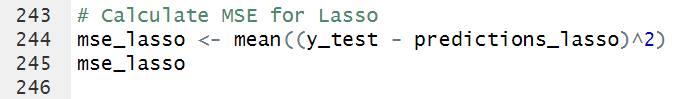 243 # Calculate MSE for Lasso
244 mse_lasso <- mean((y_test - predictions_lasso)^2)
245 mse_lasso
246